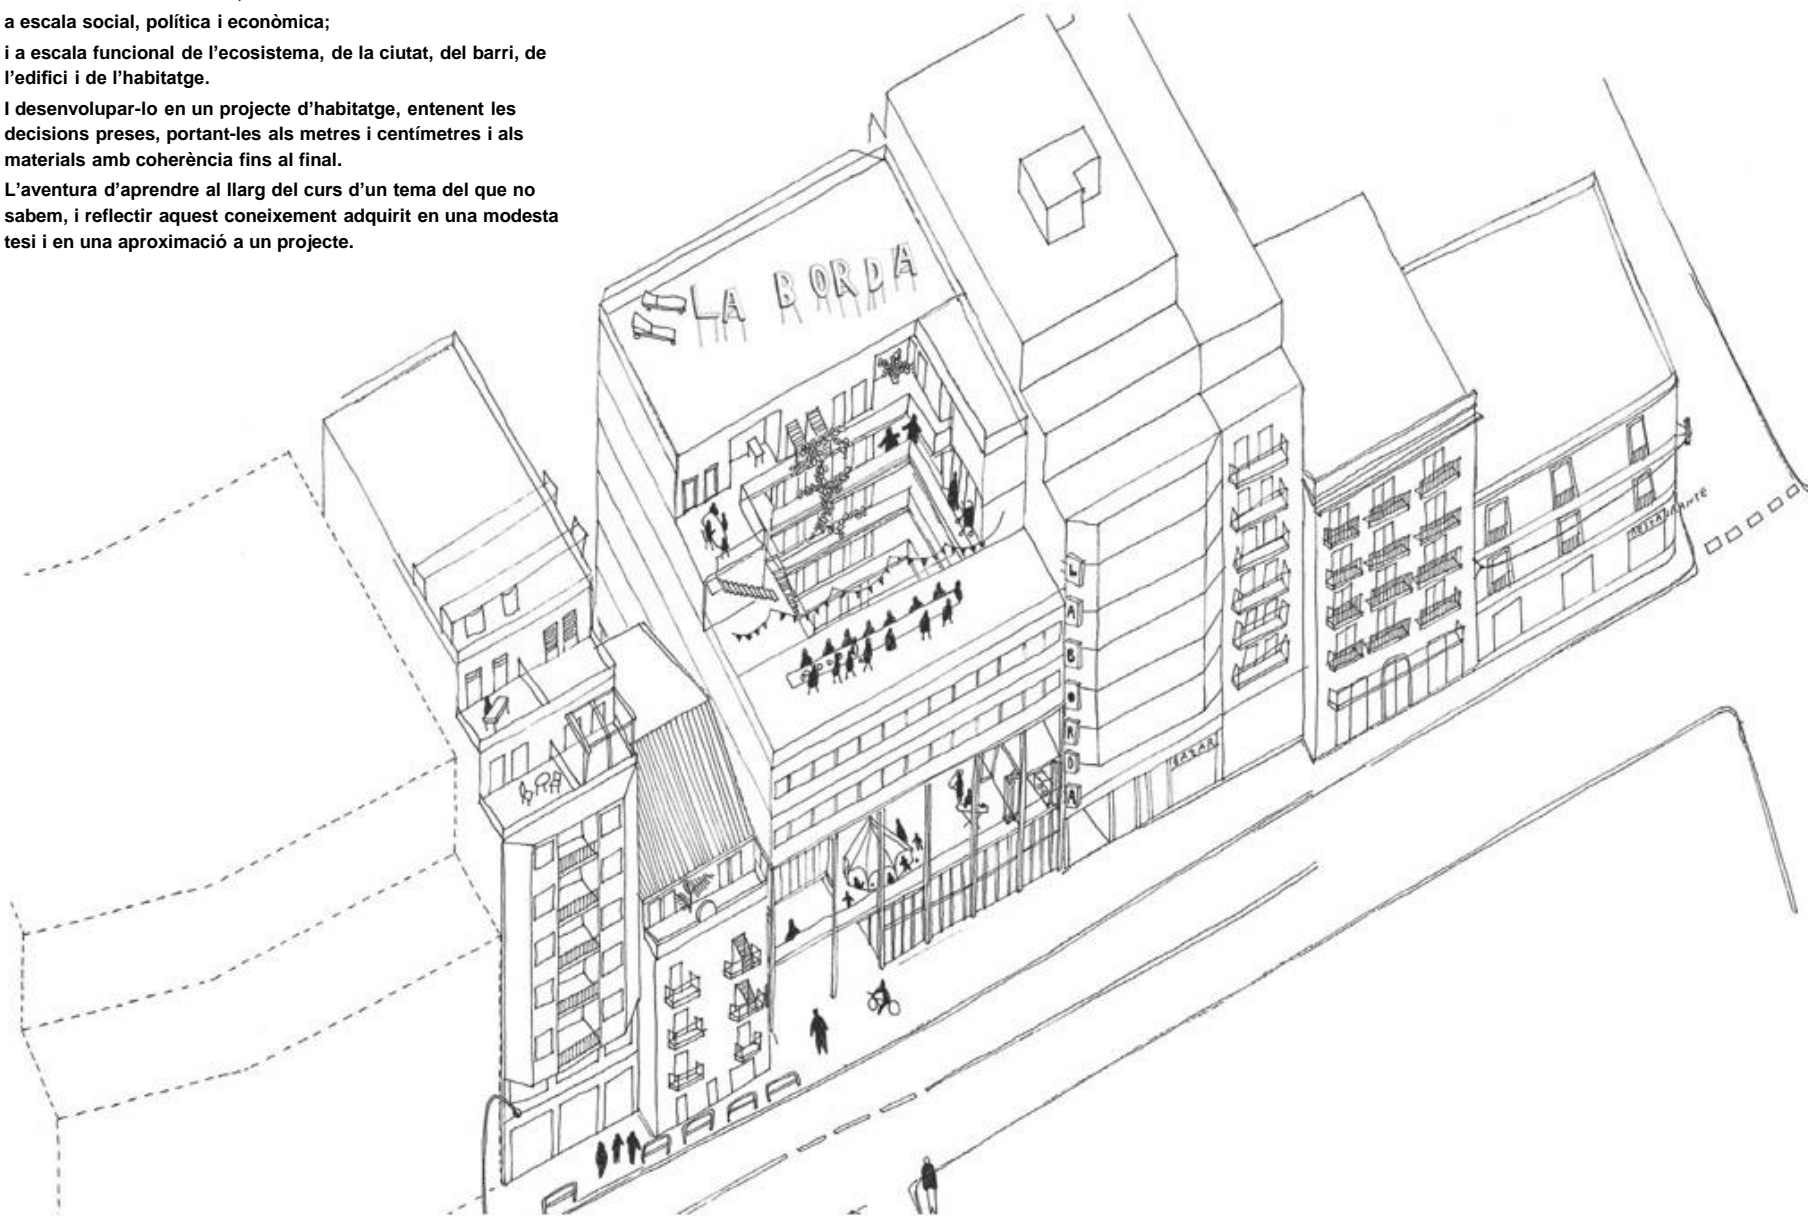 a escala social, política i econòmica;
i a escala funcional de l'ecosistema, de la ciutat, del barri, de
l'edifici i de l'habitatge.
I desenvolupar-lo en un projecte d'habitatge, entenent les
decisions preses, portant-les als metres i centímetres i als
materials amb coherència fins al final.
L'aventura d'aprendre al llarg del curs d'un tema del que no
sabem, i reflectir aquest coneixement adquirit en una modesta
tesi i en una aproximació a un projecte.
LA BORDA
LABORDA
BAZAR
RESTAURANTE